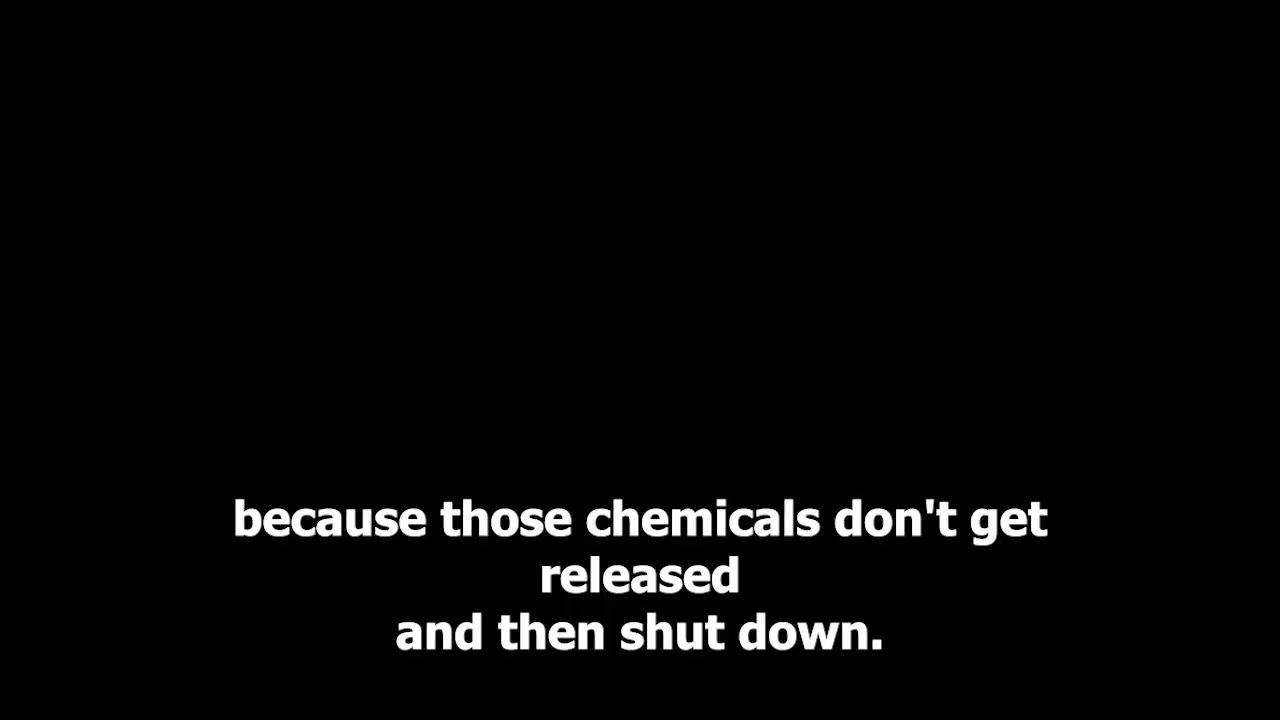 because those chemicals don't get
released
and then shut down.